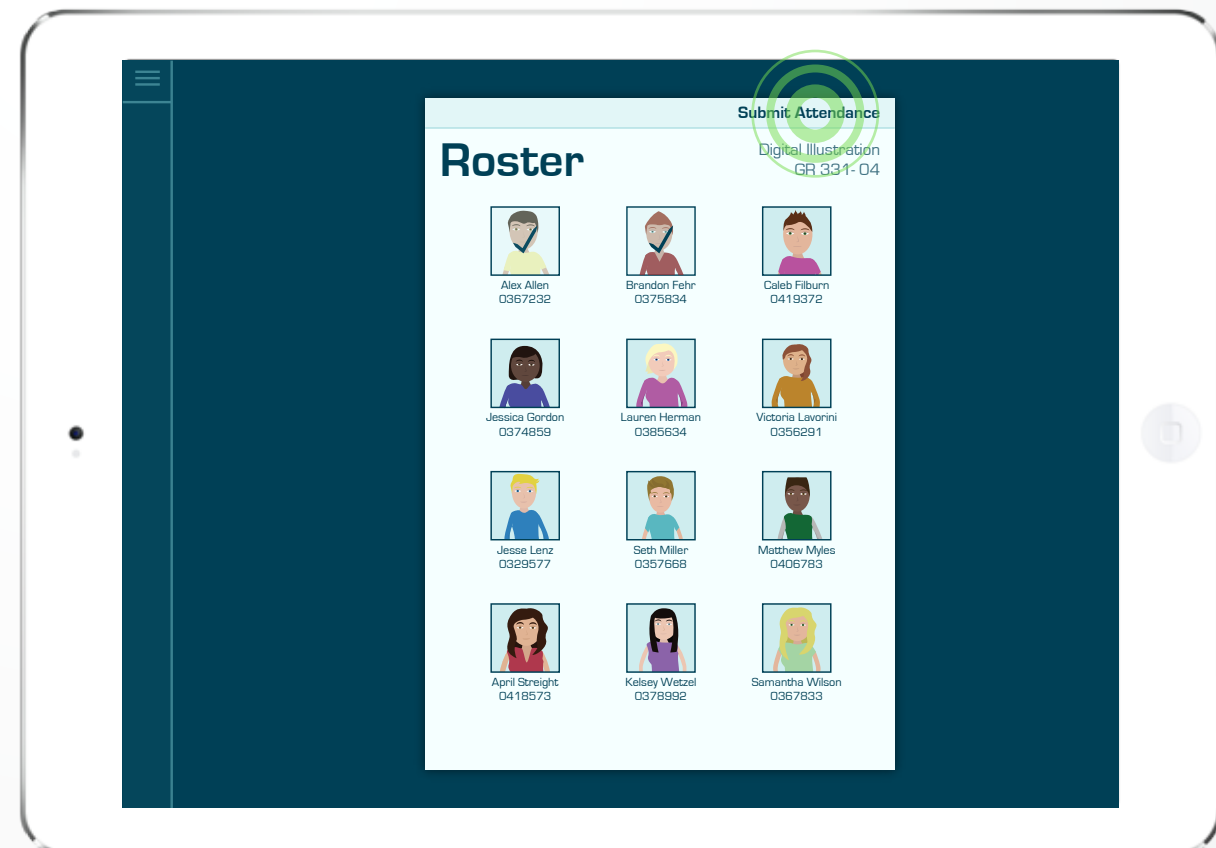 Submit Attendance
Roster
Digital Illustration
GR 331-04
Alex Allen
0367232
Brandon Fehr
0375834
Caleb Filburn
0419372
Jessica Gordon
0374859
Lauren Herman
0385634
Victoria Lavorini
0356291
Jesse Lenz
0329577
Seth Miller
0357668
Matthew Myles
0406783
April Streight
0418573
Kelsey Wetzel
0378992
Samantha Wilson
0367833